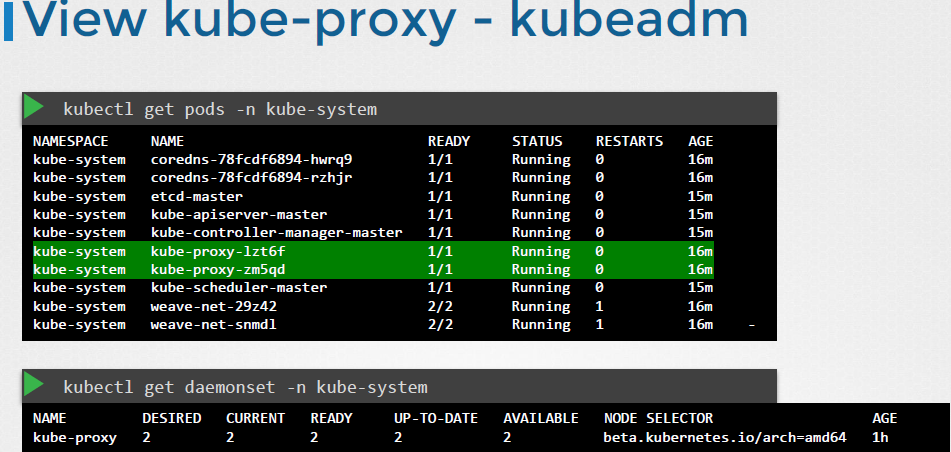 View kube-proxy - kubeadm
kubectl get pods -n kube-system
NAMESPACE NAME READY STATUS RESTARTS AGE
kube-system coredns-78fcdf6894-hwrq9 1/1 Running 0 16m
kube-system coredns-78fcdf6894-rzhjr 1/1 Running 0 16m
kube-system etcd-master 1/1 Running 0 15m
kube-system kube-apiserver-master 1/1 Running 0 15m
kube-system kube-controller-manager-master 1/1 Running 0 15m
kube-system kube-proxy-lzt6f 1/1 Running 0 16m
kube-system kube-proxy-zm5qd 1/1 Running 0 16m
kube-system kube-scheduler-master 1/1 Running 0 15m
kube-system weave-net-29z42 2/2 Running 1 16m
kube-system weave-net-snmdl 2/2 Running 1 16m -
kubectl get daemonset -n kube-system
NAME DESIRED CURRENT READY UP-TO-DATE AVAILABLE NODE SELECTOR AGE
kube-proxy 2 2 2 2 2 beta.kubernetes.io/arch=amd64 1h